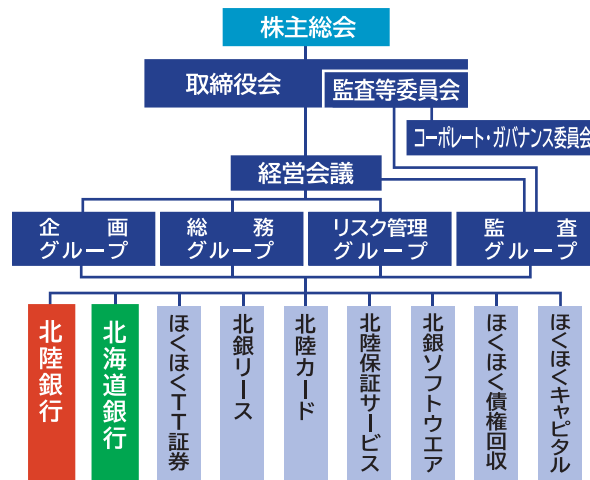 株主総会
取締役会
監査等委員会
コーポレート・ガバナンス委員会
経営会議
企画
グループ
総務
グループ
リスク管理
グループ
監査
グループ
北陸銀行
北海道銀行
ほくほくTT証券
北銀リース
北陸カード
北陸保証サービス
北銀ソフトウエア
ほくほく債権回収
ほくほくキャピタル